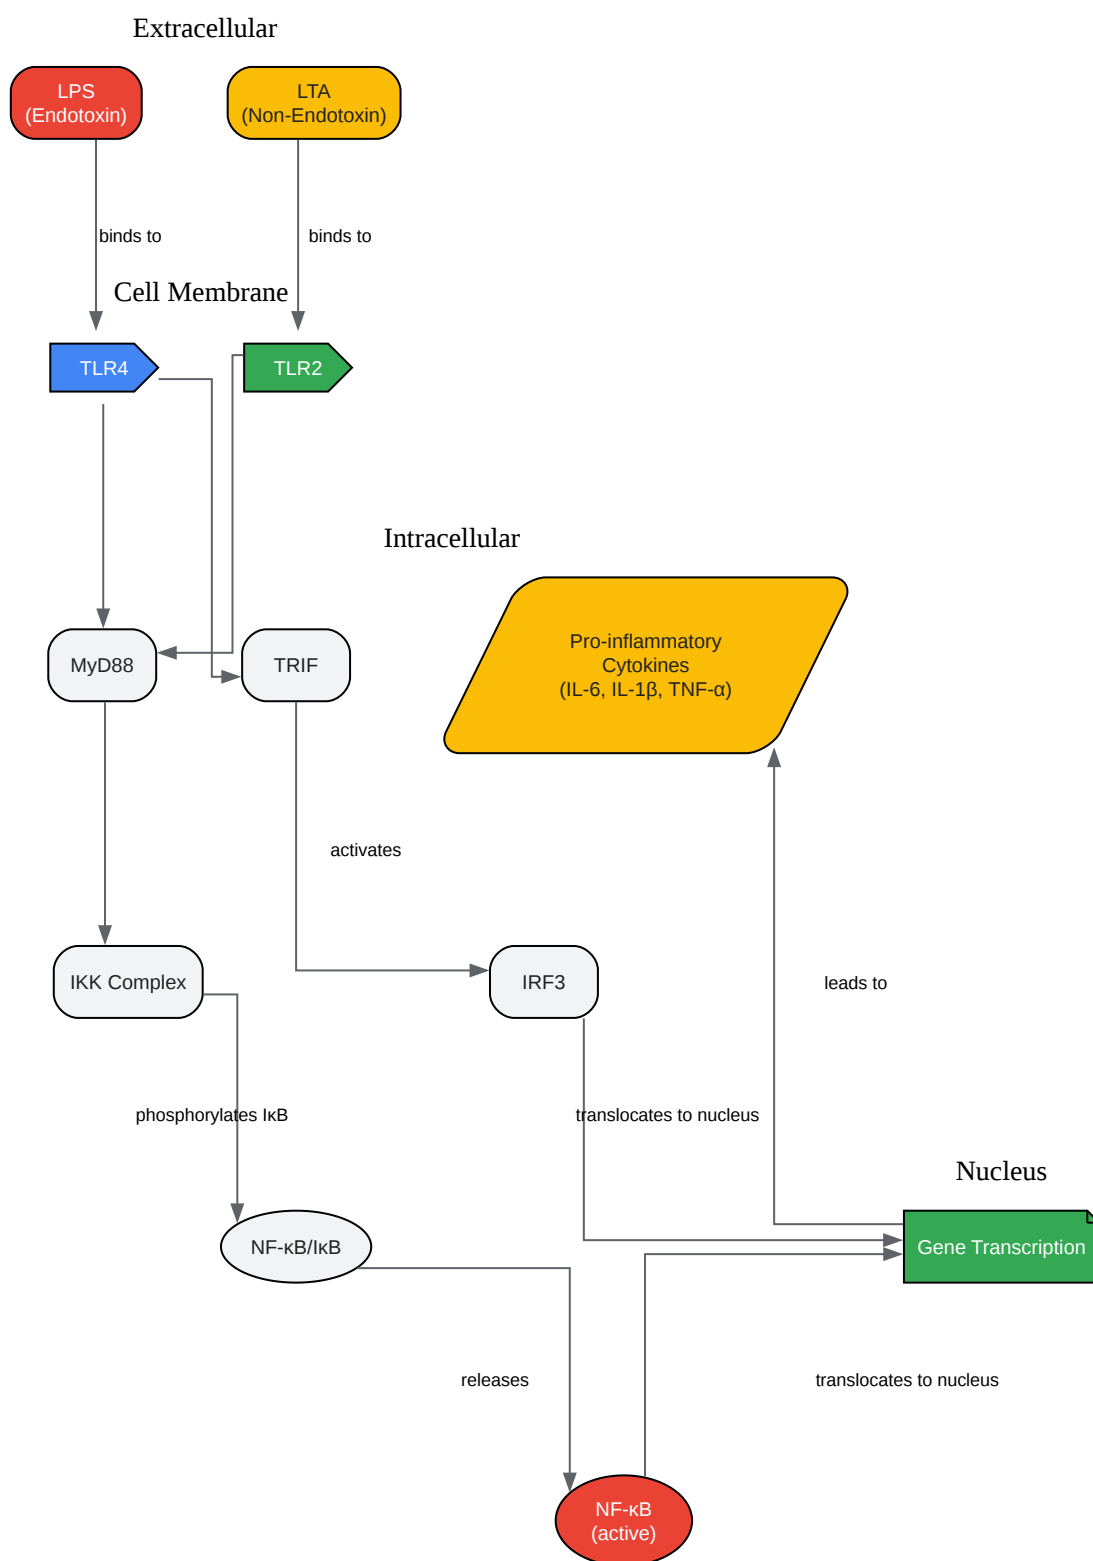 Extracellular
LPS
(Endotoxin)
LTA
(Non-Endotoxin)
binds to
binds to
Cell Membrane
TLR4
TLR2
Intracellular
Pro-inflammatory
Cytokines
(IL-6, IL-1β, TNF-α)
MyD88
TRIF
activates
IKK Complex
IRF3
leads to
phosphorylates IκB
translocates to nucleus
Nucleus
NF-κB/IκB
Gene Transcription
releases
translocates to nucleus
NF-κB
(active)